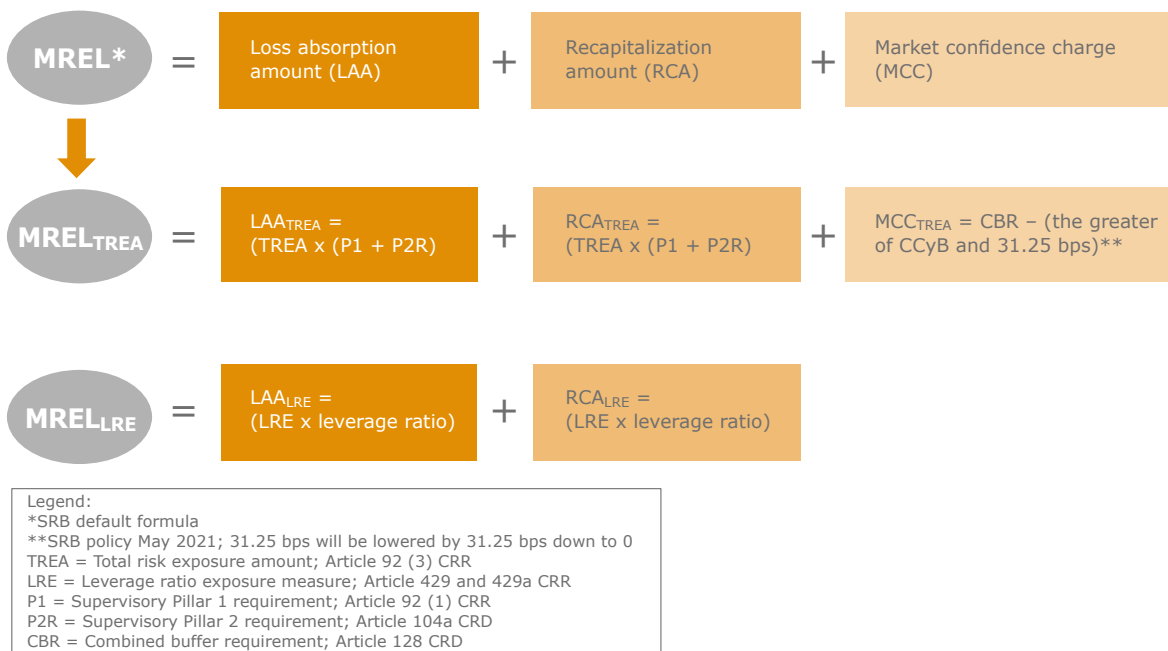 MREL*
=
Loss absorption
amount (LAA)
+
Recapitalization
amount (RCA)
+
Market confidence charge
(MCC)
MRELTREA
=
LAATREA =
(TREA x (P1 + P2R)
+
RCATREA =
(TREA x (P1 + P2R)
+
MCCTREA = CBR – (the greater
of CCyB and 31.25 bps)**
MRELLRE
=
LAALRE =
(LRE x leverage ratio)
+
RCALRE =
(LRE x leverage ratio)
Legend:
*SRB default formula
**SRB policy May 2021; 31.25 bps will be lowered by 31.25 bps down to 0
TREA = Total risk exposure amount; Article 92 (3) CRR
LRE = Leverage ratio exposure measure; Article 429 and 429a CRR
P1 = Supervisory Pillar 1 requirement; Article 92 (1) CRR
P2R = Supervisory Pillar 2 requirement; Article 104a CRD
CBR = Combined buffer requirement; Article 128 CRD